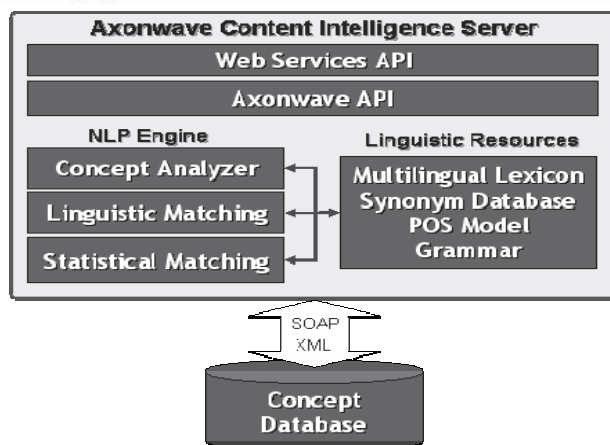 Axonwave Content Intelligence Server
Web Services API
Axonwave API
NLP Engine
Concept Analyzer
Linguistic Matching
Statistical Matching
Linguistic Resources
Multilingual Lexicon
Synonym Database
POS Model
Grammar
SOAP
XML
Concept
Database